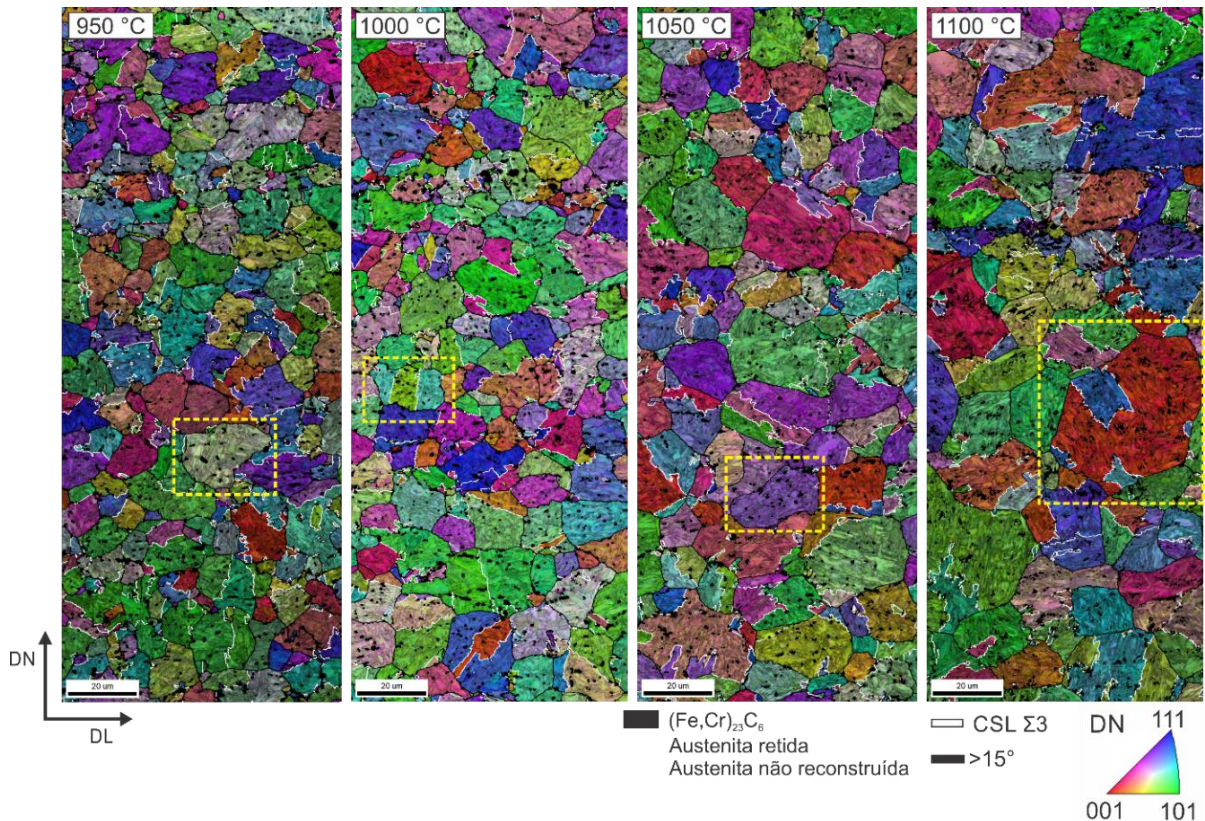 950 °C
1000 °C
1050 °C
1100 °C
20 um
20 um
20 um
20 um
DN
DL
(Fe,Cr)₂₃C₆
Austenita retida
Austenita não reconstruída
CSL Σ3
>15°
DN 111
001 101